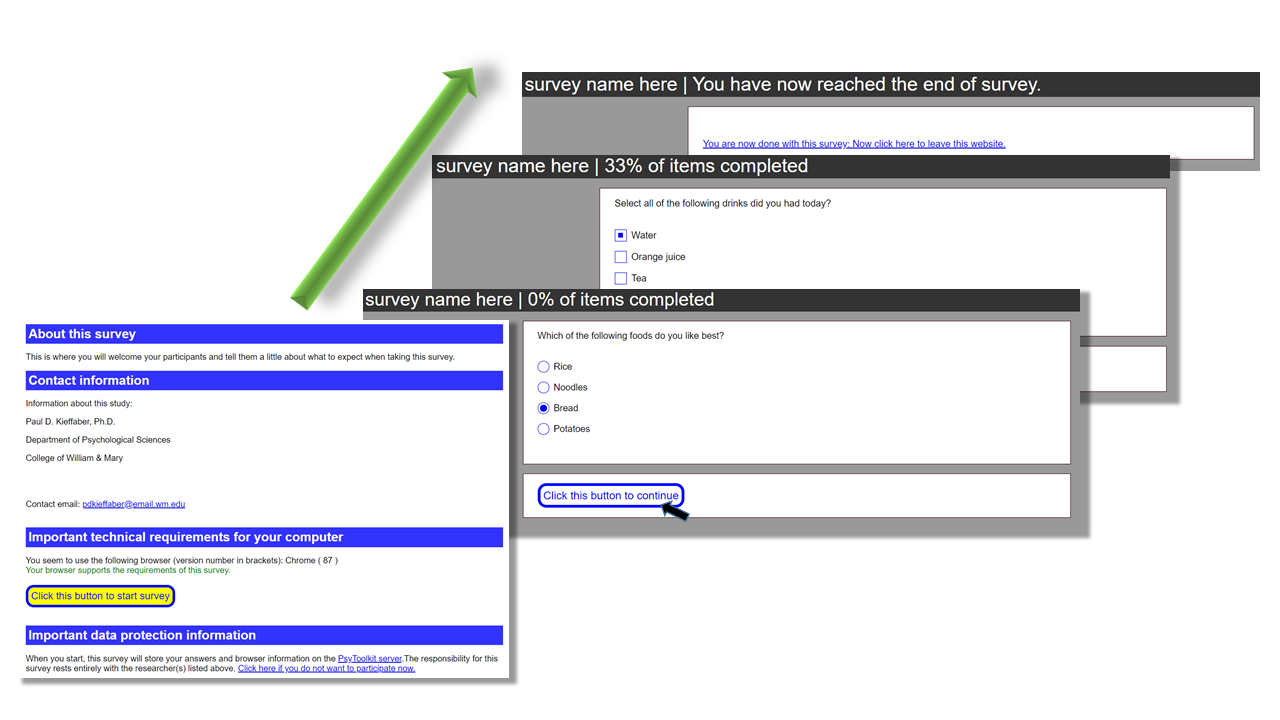 survey name here | You have now reached the end of survey.
You are now done with this survey; Now click here to leave this website.
survey name here | 33% of items completed
Select all of the following drinks did you had today?
Water
Orange juice
Tea
survey name here | 0% of items completed
Which of the following foods do you like best?
Rice
Noodles
Bread
Potatoes
Click this button to continue
About this survey
This is where you will welcome your participants and tell them a little about what to expect when taking this survey.
Contact information
Information about this study:
Paul D. Kieffaber, Ph.D.
Department of Psychological Sciences
College of William & Mary
Contact email: pdkieffaber@email.wm.edu
Important technical requirements for your computer
You seem to use the following browser (version number in brackets): Chrome ( 87 )
Your browser supports the requirements of this survey.
Click this button to start survey
Important data protection information
When you start, this survey will store your answers and browser information on the PsyToolkit server.The responsibility for this
survey rests entirely with the researcher(s) listed above. Click here if you do not want to participate now.